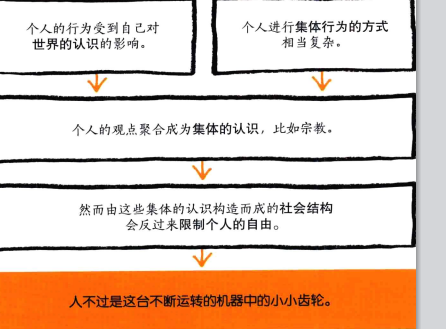 个人的行为受到自己对
世界的认识的影响。
个人进行集体行为的方式
相当复杂。
个人的观点聚合成为集体的认识，比如宗教。
然而由这些集体的认识构造而成的社会结构
会反过来限制个人的自由。
人不过是这台不断运转的机器中的小小齿轮。